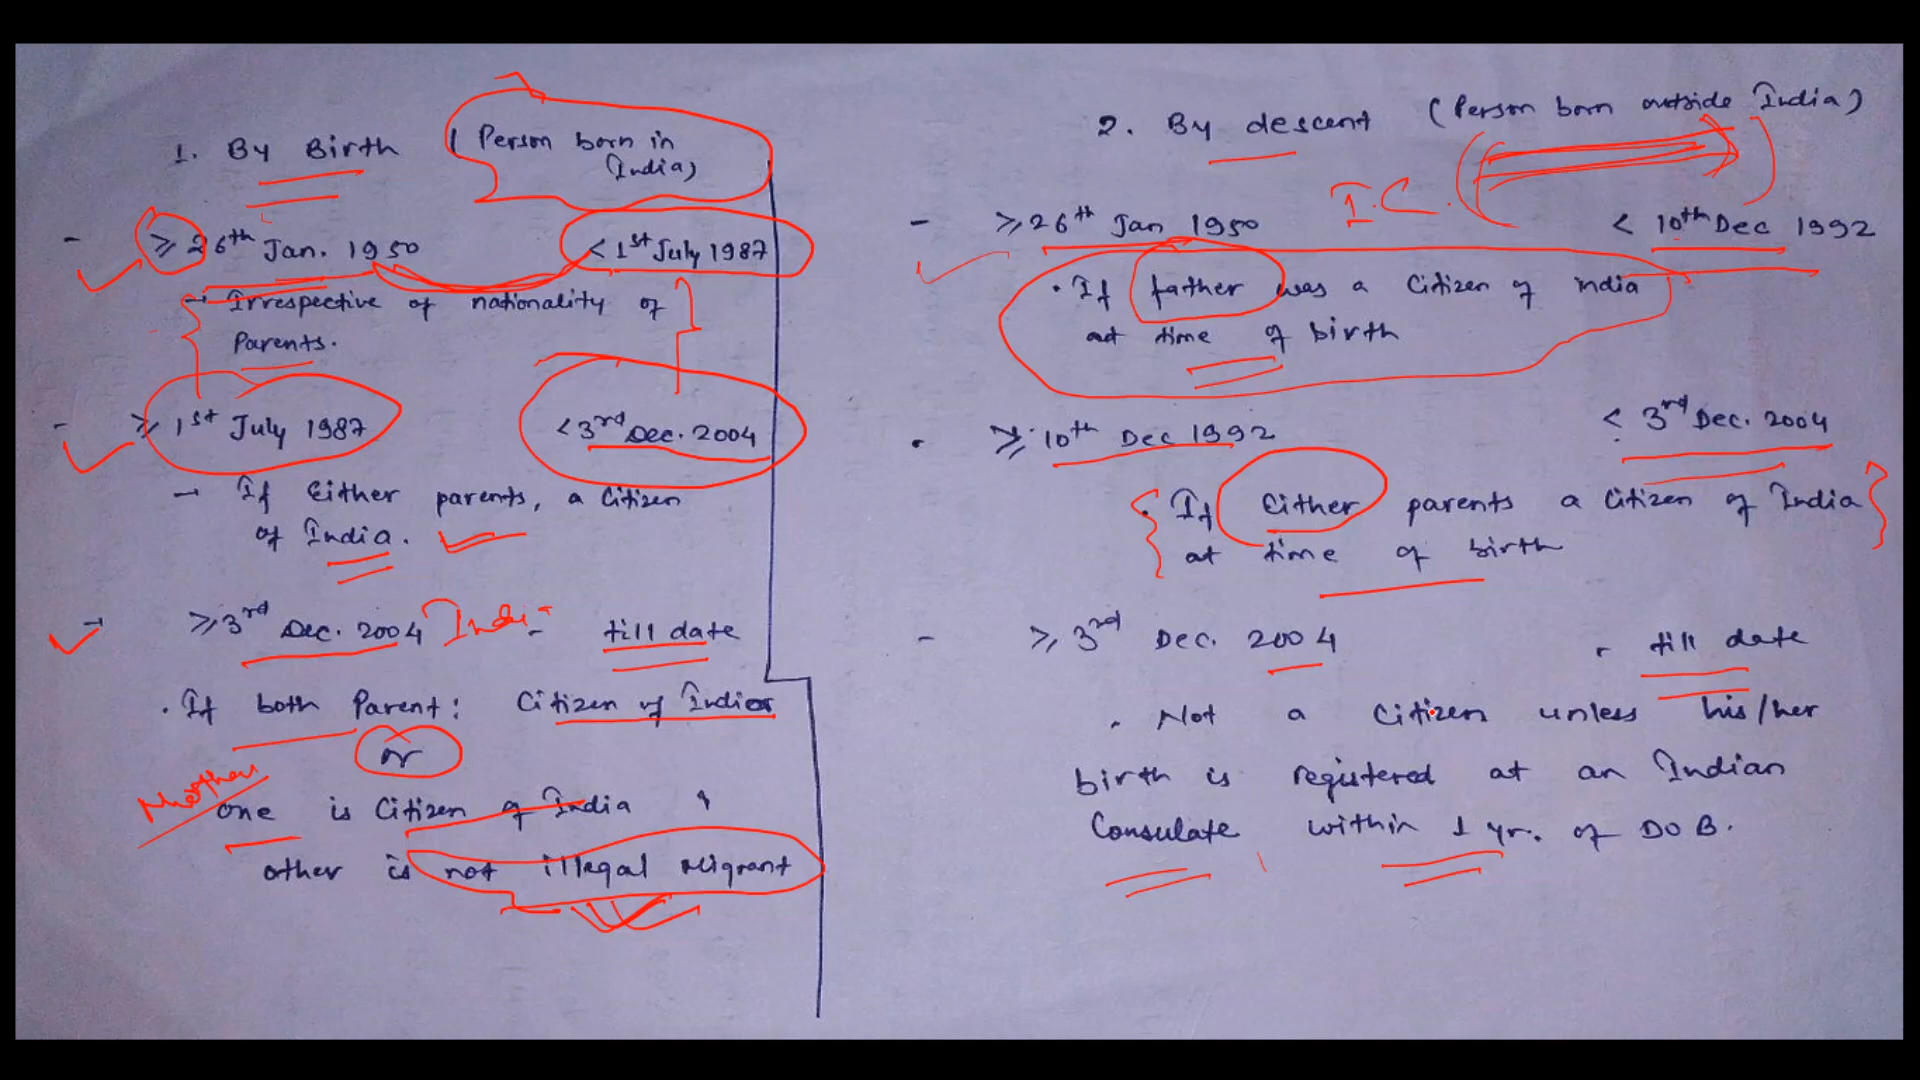 1. By Birth (Person born in
India)
- ≥ 26th Jan. 1950 < 1st July 1987
→ Irrespective of nationality of
Parents.
- ≥ 1st July 1987 < 3rd Dec. 2004
→ If Either parents, a Citizen
of India.
→ ≥ 3rd Dec. 2004 - till date
· If both Parent: Citizen of India
or
Mother
one is Citizen of India &
other is not illegal Migrant
2. By descent (Person born outside India)
I.C.
- ≥ 26th Jan 1950 < 10th Dec 1992
· If father was a Citizen of india
at time of birth
· ≥ 10th Dec 1992 < 3rd Dec. 2004
· If Either parents a Citizen of India
at time of birth
- ≥ 3rd Dec. 2004 - till date
· Not a Citizen unless his/her
birth is registered at an Indian
Consulate within 1 yr. of DOB.